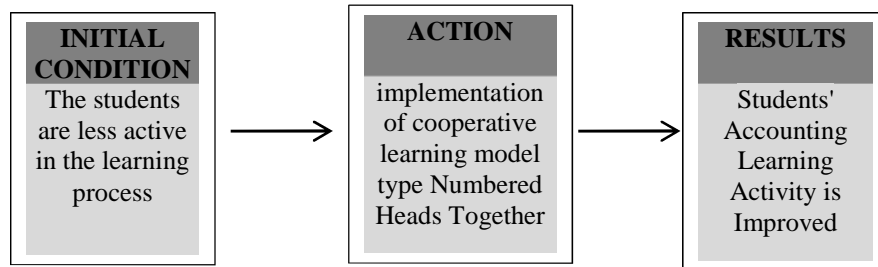 INITIAL
CONDITION
The students
are less active
in the learning
process
ACTION
implementation
of cooperative
learning model
type Numbered
Heads Together
RESULTS
Students'
Accounting
Learning
Activity is
Improved